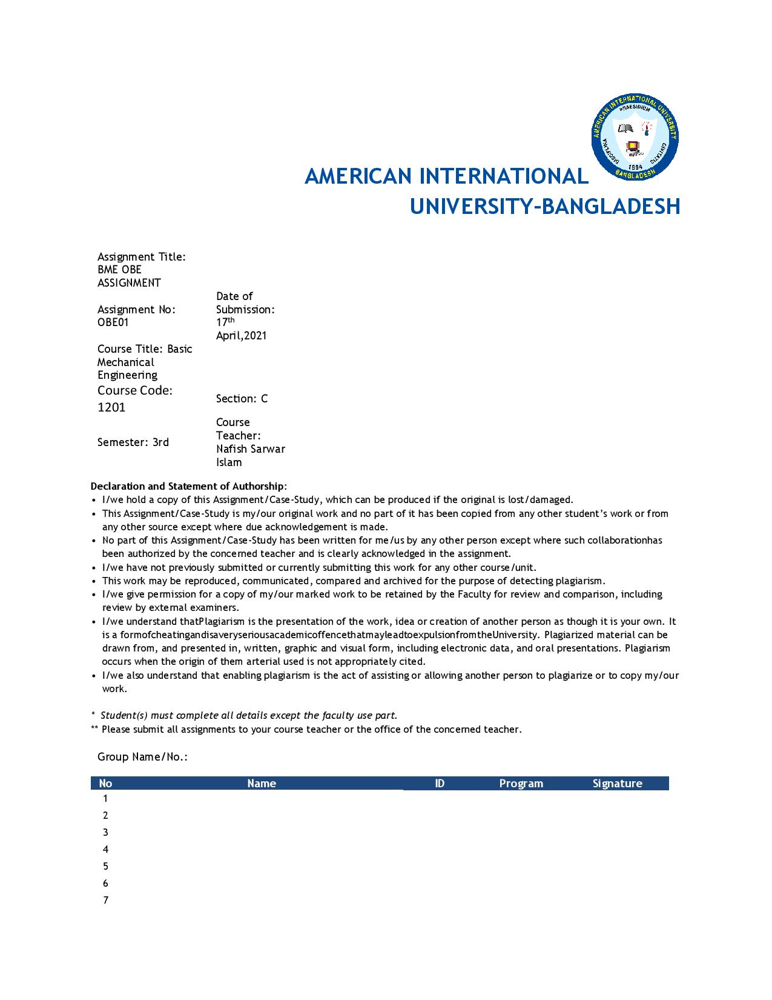 AMERICAN INTERNATIONAL UNIVERSITY
PRAESIDIUM
DISCIPLINA
CIVITATIS
1994
BANGLADESH
AMERICAN INTERNATIONAL
UNIVERSITY-BANGLADESH
Assignment Title:
BME OBE
ASSIGNMENT
Assignment No:
OBE01
Date of
Submission:
17th
April,2021
Course Title: Basic
Mechanical
Engineering
Course Code:
1201
Section: C
Semester: 3rd
Course
Teacher:
Nafish Sarwar
Islam
Declaration and Statement of Authorship:
• I/we hold a copy of this Assignment/Case-Study, which can be produced if the original is lost/damaged.
• This Assignment/Case-Study is my/our original work and no part of it has been copied from any other student’s work or from
any other source except where due acknowledgement is made.
• No part of this Assignment/Case-Study has been written for me/us by any other person except where such collaborationhas
been authorized by the concerned teacher and is clearly acknowledged in the assignment.
• I/we have not previously submitted or currently submitting this work for any other course/unit.
• This work may be reproduced, communicated, compared and archived for the purpose of detecting plagiarism.
• I/we give permission for a copy of my/our marked work to be retained by the Faculty for review and comparison, including
review by external examiners.
• I/we understand thatPlagiarism is the presentation of the work, idea or creation of another person as though it is your own. It
is a formofcheatingandisaveryseriousacademicoffencethatmayleadtoexpulsionfromtheUniversity. Plagiarized material can be
drawn from, and presented in, written, graphic and visual form, including electronic data, and oral presentations. Plagiarism
occurs when the origin of them arterial used is not appropriately cited.
• I/we also understand that enabling plagiarism is the act of assisting or allowing another person to plagiarize or to copy my/our
work.
* Student(s) must complete all details except the faculty use part.
** Please submit all assignments to your course teacher or the office of the concerned teacher.
Group Name/No.:
No Name ID Program Signature
1
2
3
4
5
6
7